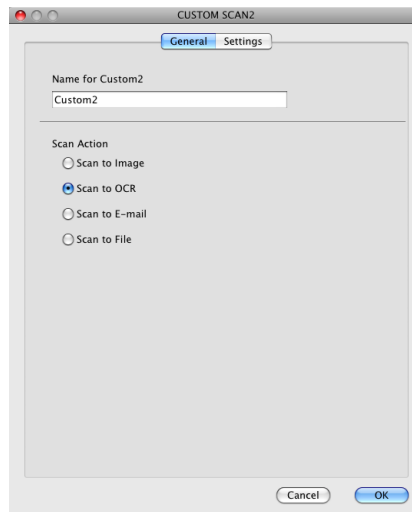 CUSTOM SCAN2
General Settings
Name for Custom2
Custom2
Scan Action
Scan to Image
Scan to OCR
Scan to E-mail
Scan to File
Cancel OK